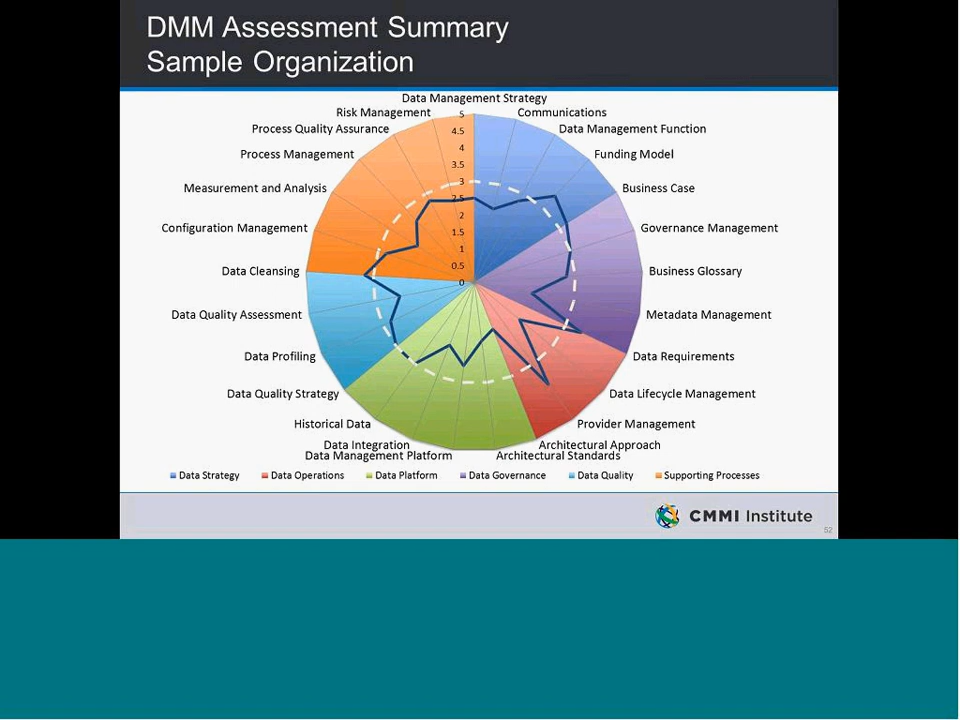 DMM Assessment Summary
Sample Organization
Data Management Strategy
Risk Management
5
Communications
Process Quality Assurance
4.5
Data Management Function
Process Management
4
Funding Model
3.5
Measurement and Analysis
3
Business Case
2.5
2
Configuration Management
1.5
Governance Management
1
Data Cleansing
0.5
Business Glossary
0
Data Quality Assessment
Metadata Management
Data Profiling
Data Requirements
Data Quality Strategy
Data Lifecycle Management
Historical Data
Provider Management
Data Integration
Architectural Approach
Data Management Platform
Architectural Standards
Data Strategy Data Operations Data Platform Data Governance Data Quality Supporting Processes
CMMI Institute
52